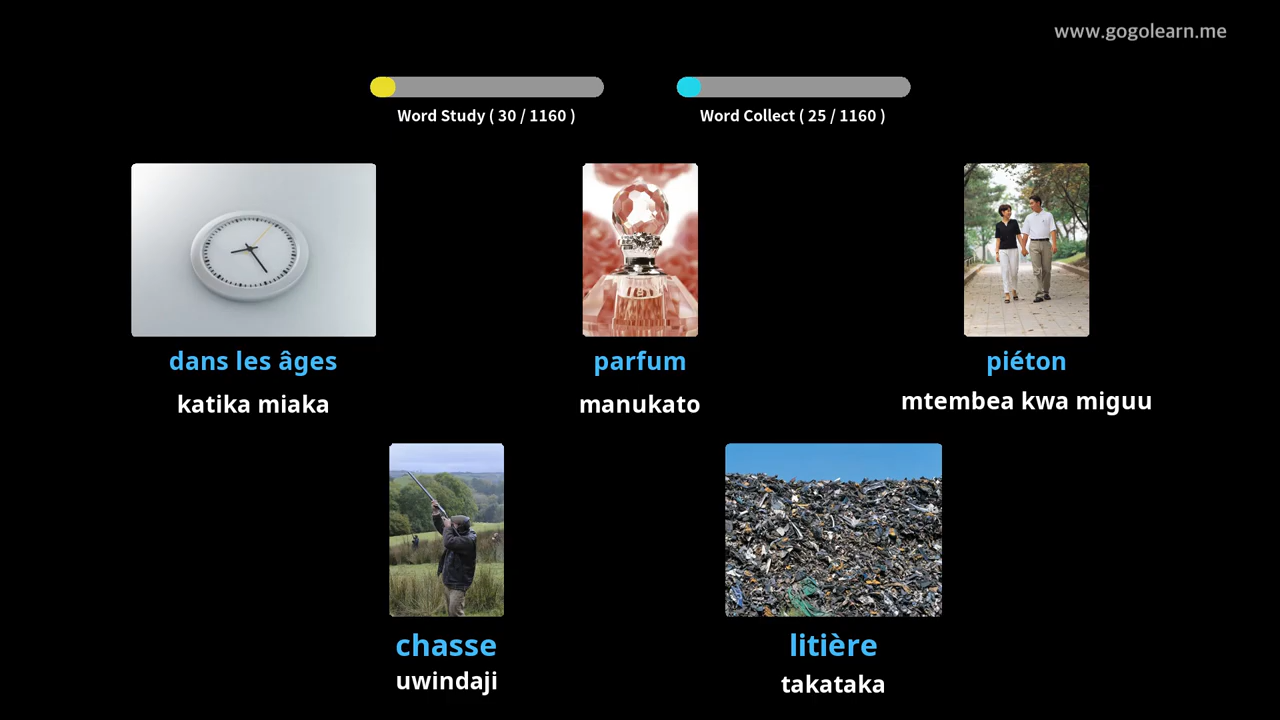 www.gogolearn.me
Word Study ( 30 / 1160 )
Word Collect ( 25 / 1160 )
dans les âges
katika miaka
parfum
manukato
piéton
mtembea kwa miguu
chasse
uwindaji
litière
takataka